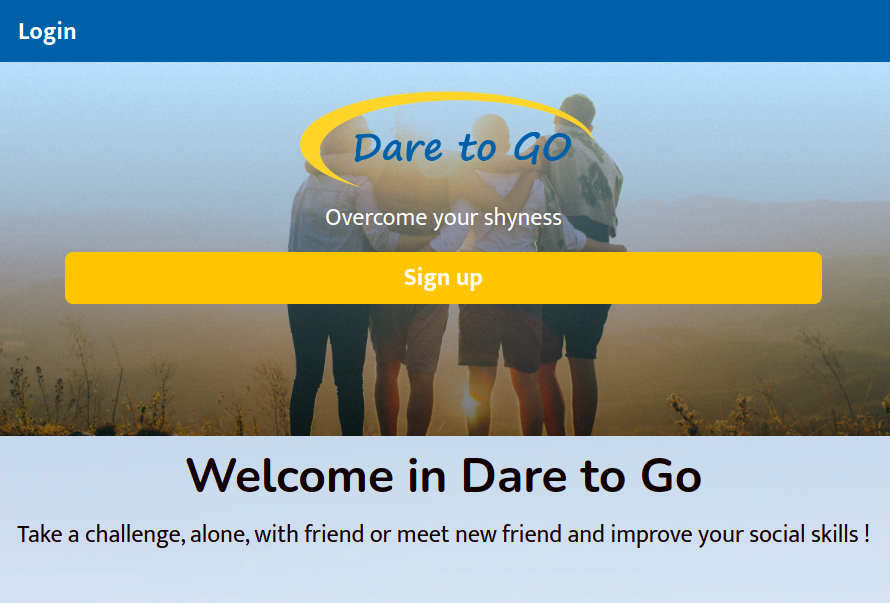 Login
Dare to GO
Overcome your shyness
Sign up
Welcome in Dare to Go
Take a challenge, alone, with friend or meet new friend and improve your social skills !